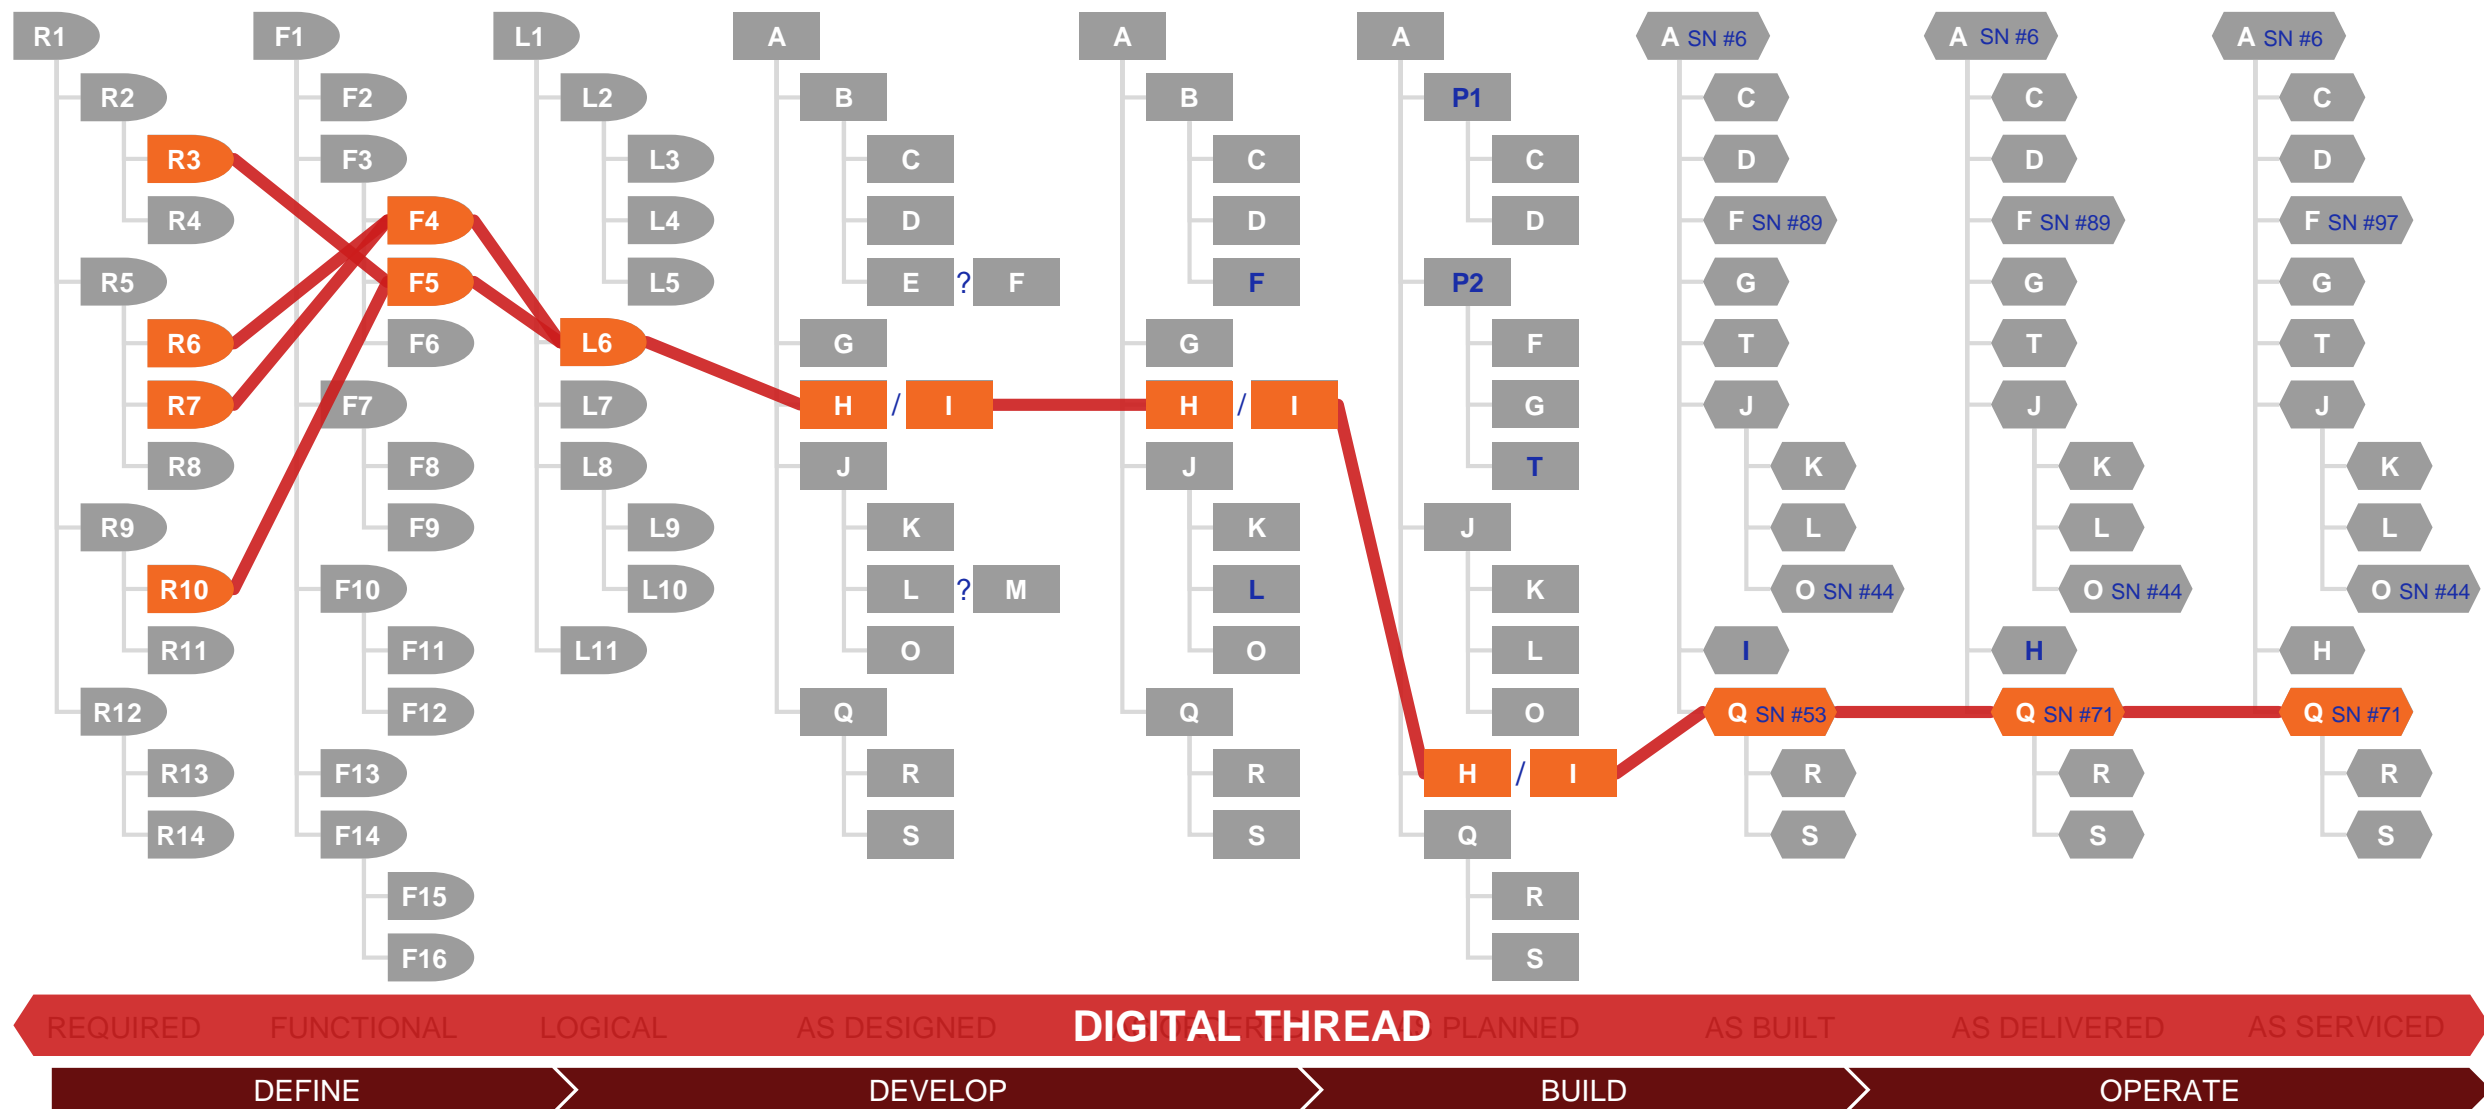 R1 F1 L1 A A A A SN #6 A SN #6 A SN #6
R2 F2 L2 B B P1 C C C
R3 F3 L3 C C C D D D
R4 F4 L4 D D D F SN #89 F SN #89 F SN #97
R5 F5 L5 E ? F F P2 G G G
R6 F6 L6 G G F T T T
R7 F7 L7 H / I H / I G J J J
R8 F8 L8 J J T K K K
R9 F9 L9 K K J L L L
R10 F10 L10 L ? M L K O SN #44 O SN #44 O SN #44
R11 F11 L11 O O L I H H
R12 F12 Q Q O Q SN #53 Q SN #71 Q SN #71
R13 F13 R R H / I R R R
R14 F14 S S Q S S S
F15 R
F16 S
REQUIRED FUNCTIONAL LOGICAL AS DESIGNED DIGITAL THREAD PLANNED AS BUILT AS DELIVERED AS SERVICED
DEFINE DEVELOP BUILD OPERATE